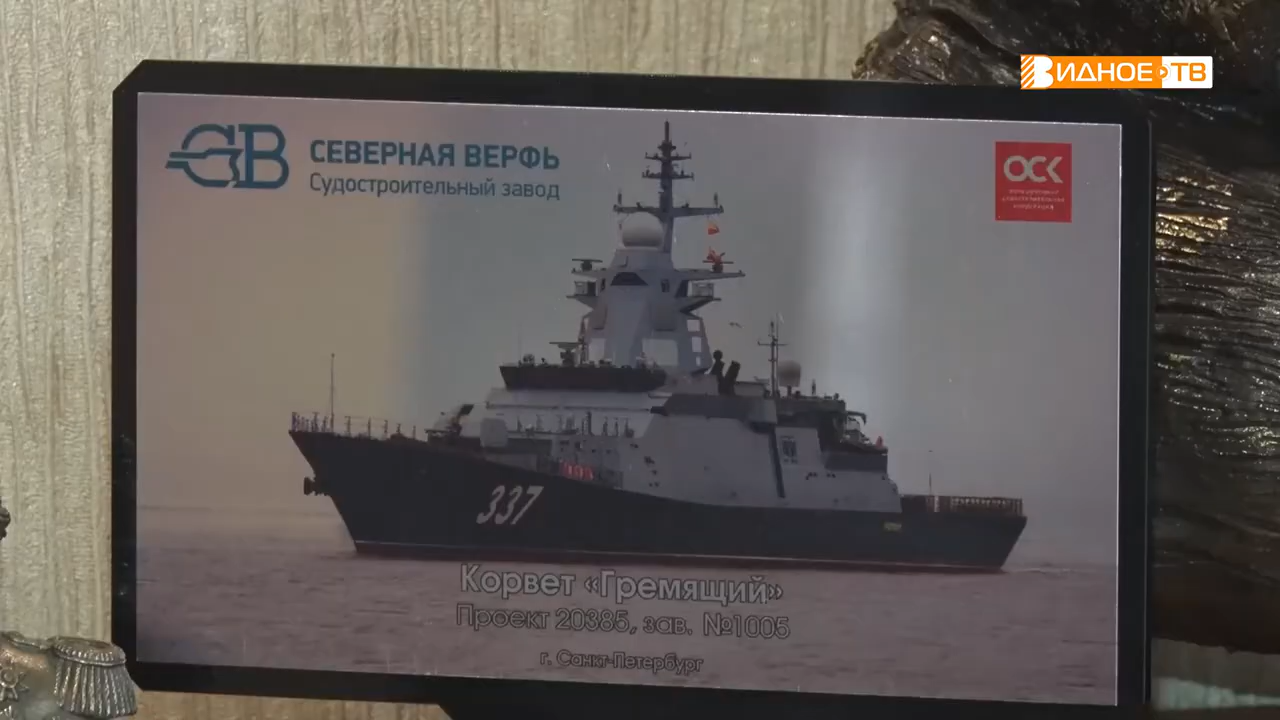 ВИДНОЕ ТВ
СВ
СЕВЕРНАЯ ВЕРФЬ
Судостроительный завод
ОСК
337
Корвет «Гремящий»
Проект 20385, зав. №1005
г. Санкт-Петербург